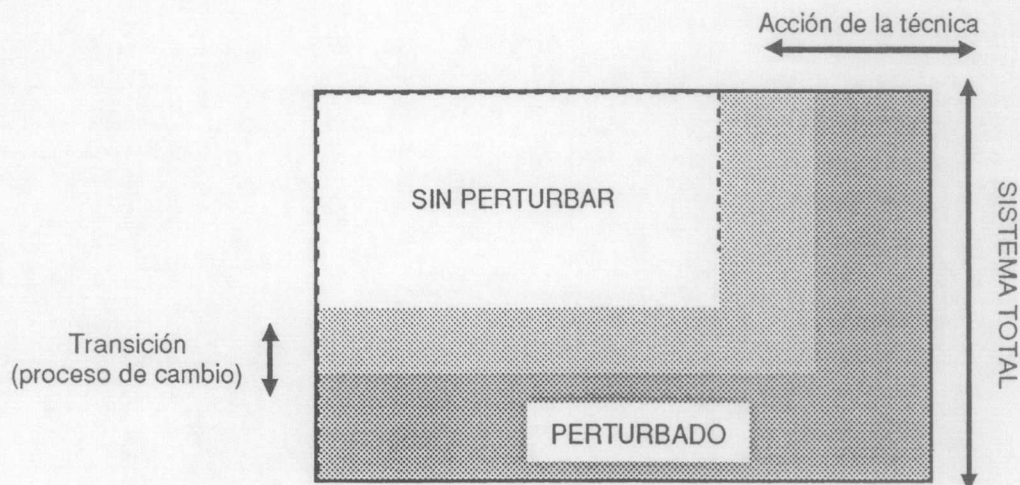 Acción de la técnica
SIN PERTURBAR
SISTEMA TOTAL
Transición
(proceso de cambio)
PERTURBADO